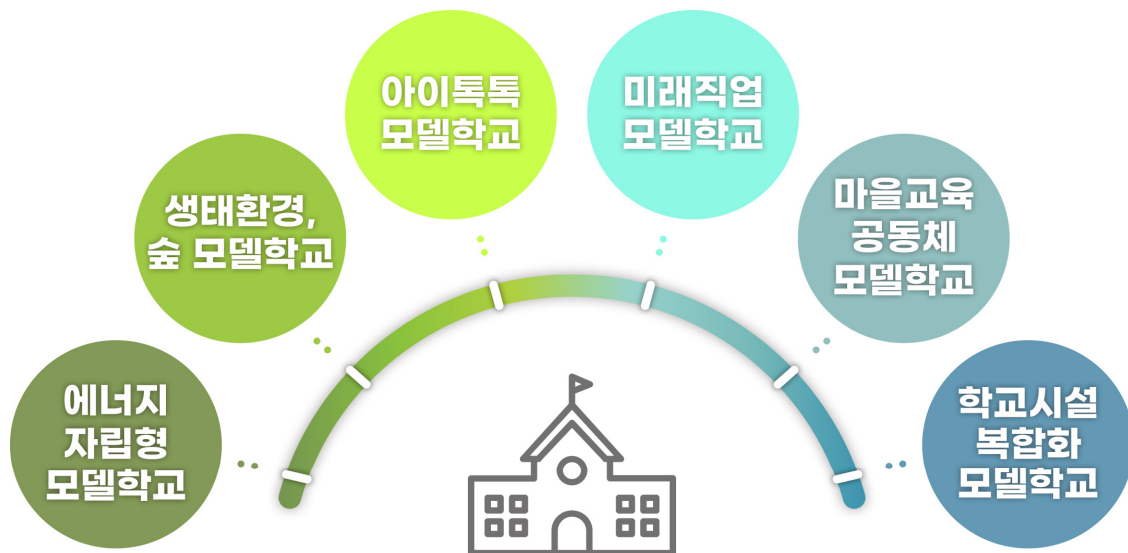 아이톡톡
모델학교
미래직업
모델학교
생태환경,
숲 모델학교
마을교육
공동체
모델학교
에너지
자립형
모델학교
학교시설
복합화
모델학교